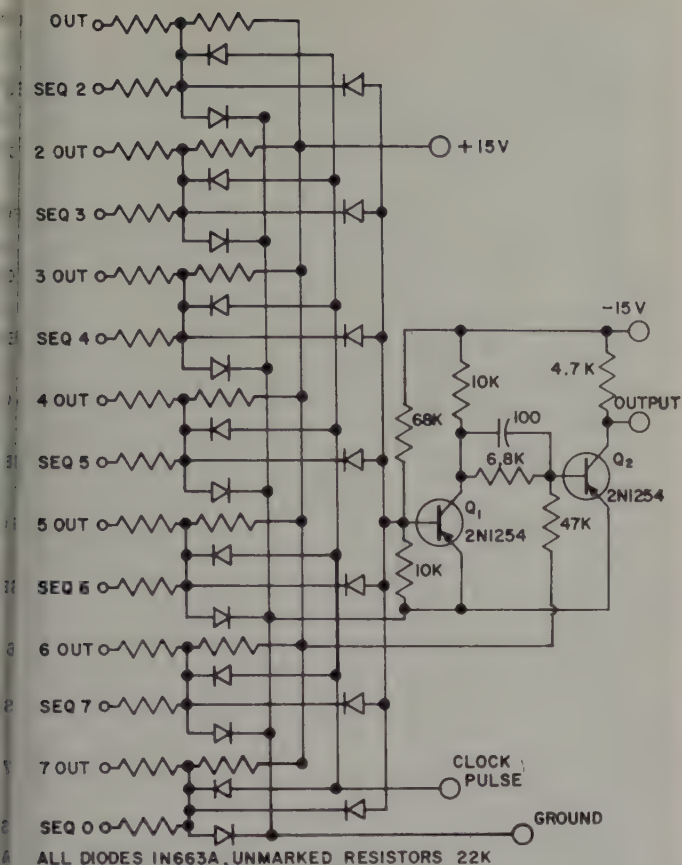 OUT
SEQ 2
+15V
2 OUT
SEQ 3
3 OUT
-15V
SEQ 4
10K
4.7K
4 OUT
OUTPUT
68K
100
6.8K
SEQ 5
Q2
Q1
2N1254
5 OUT
2N1254
47K
10K
SEQ 6
6 OUT
SEQ 7
7 OUT
CLOCK
PULSE
GROUND
SEQ 0
ALL DIODES IN663A, UNMARKED RESISTORS 22K